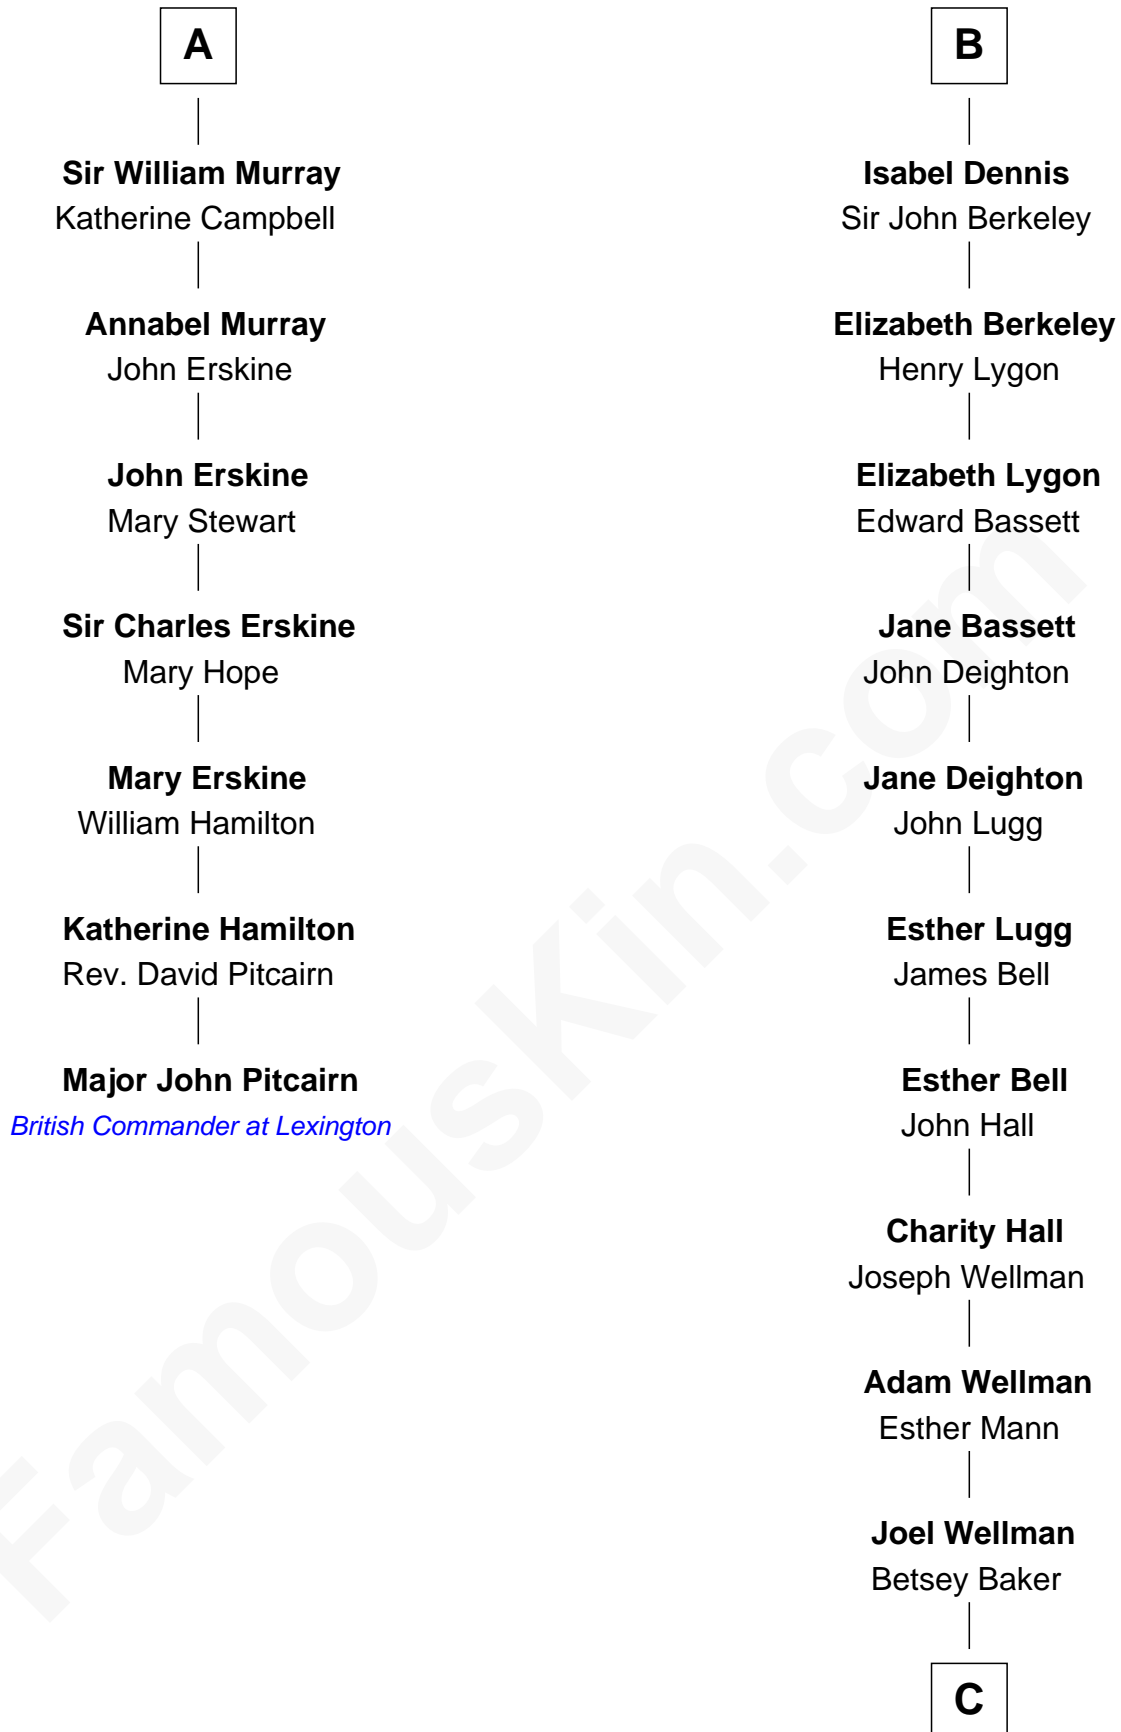 A
Sir William Murray
Katherine Campbell
Annabel Murray
John Erskine
John Erskine
Mary Stewart
Sir Charles Erskine
Mary Hope
Mary Erskine
William Hamilton
Katherine Hamilton
Rev. David Pitcairn
Major John Pitcairn
British Commander at Lexington
B
Isabel Dennis
Sir John Berkeley
Elizabeth Berkeley
Henry Lygon
Elizabeth Lygon
Edward Bassett
Jane Bassett
John Deighton
Jane Deighton
John Lugg
Esther Lugg
James Bell
Esther Bell
John Hall
Charity Hall
Joseph Wellman
Adam Wellman
Esther Mann
Joel Wellman
Betsey Baker
C
FamousKin.com